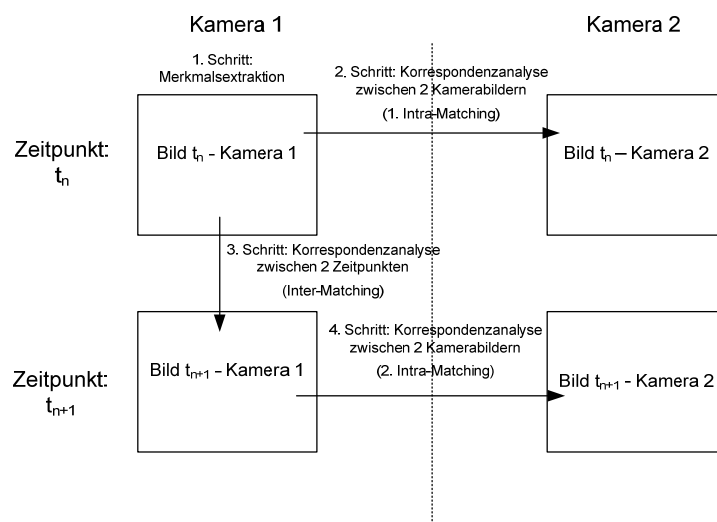 Kamera 1
Kamera 2
1. Schritt:
Merkmalsextraktion
2. Schritt: Korrespondenzanalyse
zwischen 2 Kamerabildern
(1. Intra-Matching)
Zeitpunkt:
tn
Bild tn - Kamera 1
Bild tn – Kamera 2
3. Schritt: Korrespondenzanalyse
zwischen 2 Zeitpunkten
(Inter-Matching)
4. Schritt: Korrespondenzanalyse
zwischen 2 Kamerabildern
(2. Intra-Matching)
Zeitpunkt:
tn+1
Bild tn+1 – Kamera 1
Bild tn+1 - Kamera 2